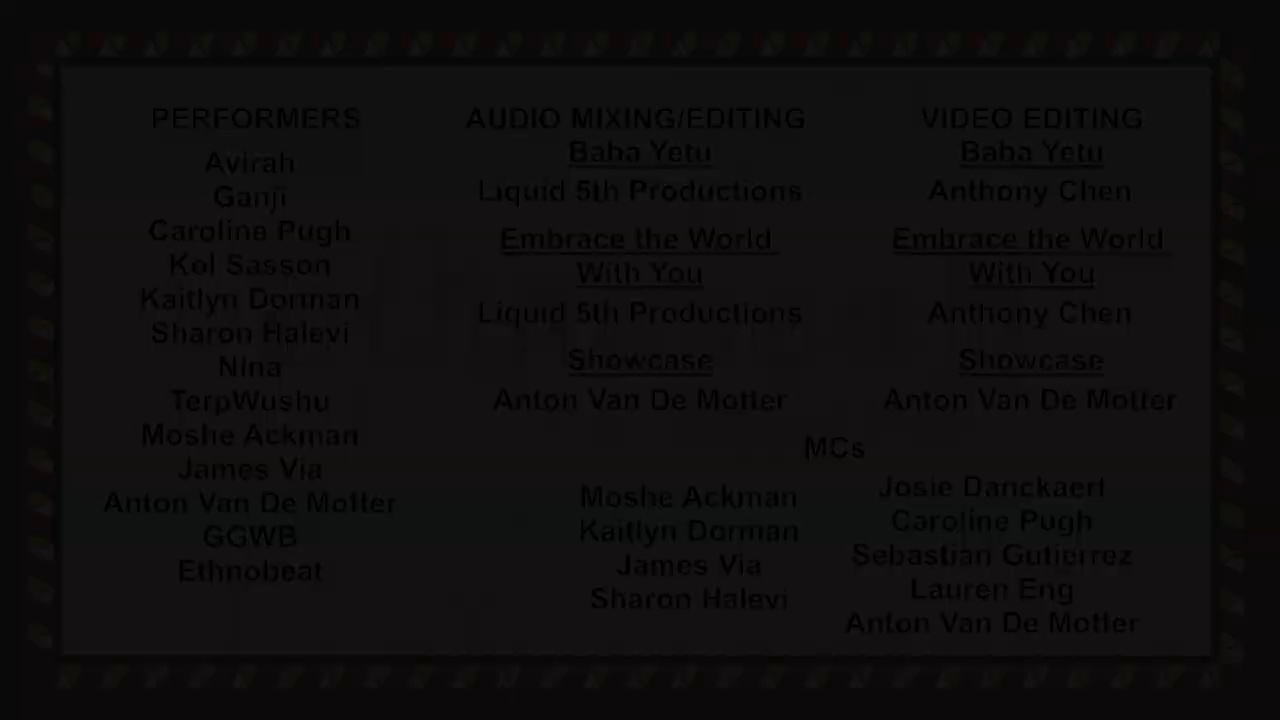 PERFORMERS
Avirah
Ganji
Caroline Pugh
Kol Sasson
Kaitlyn Dorman
Sharon Halevi
NIna
TerpWushu
Moshe Ackman
James Via
Anton Van De Motter
GGWB
Ethnobeat
AUDIO MIXING/EDITING
Baba Yetu
Liquid 5th Productions
Embrace the World
With You
Liquid 5th Productions
Showcase
Anton Van De Motter
VIDEO EDITING
Baba Yetu
Anthony Chen
Embrace the World
With You
Anthony Chen
Showcase
Anton Van De Motter
MCs
Moshe Ackman
Kaitlyn Dorman
James Via
Sharon Halevi
Josie Danckaert
Caroline Pugh
Sebastian Gutierrez
Lauren Eng
Anton Van De Motter